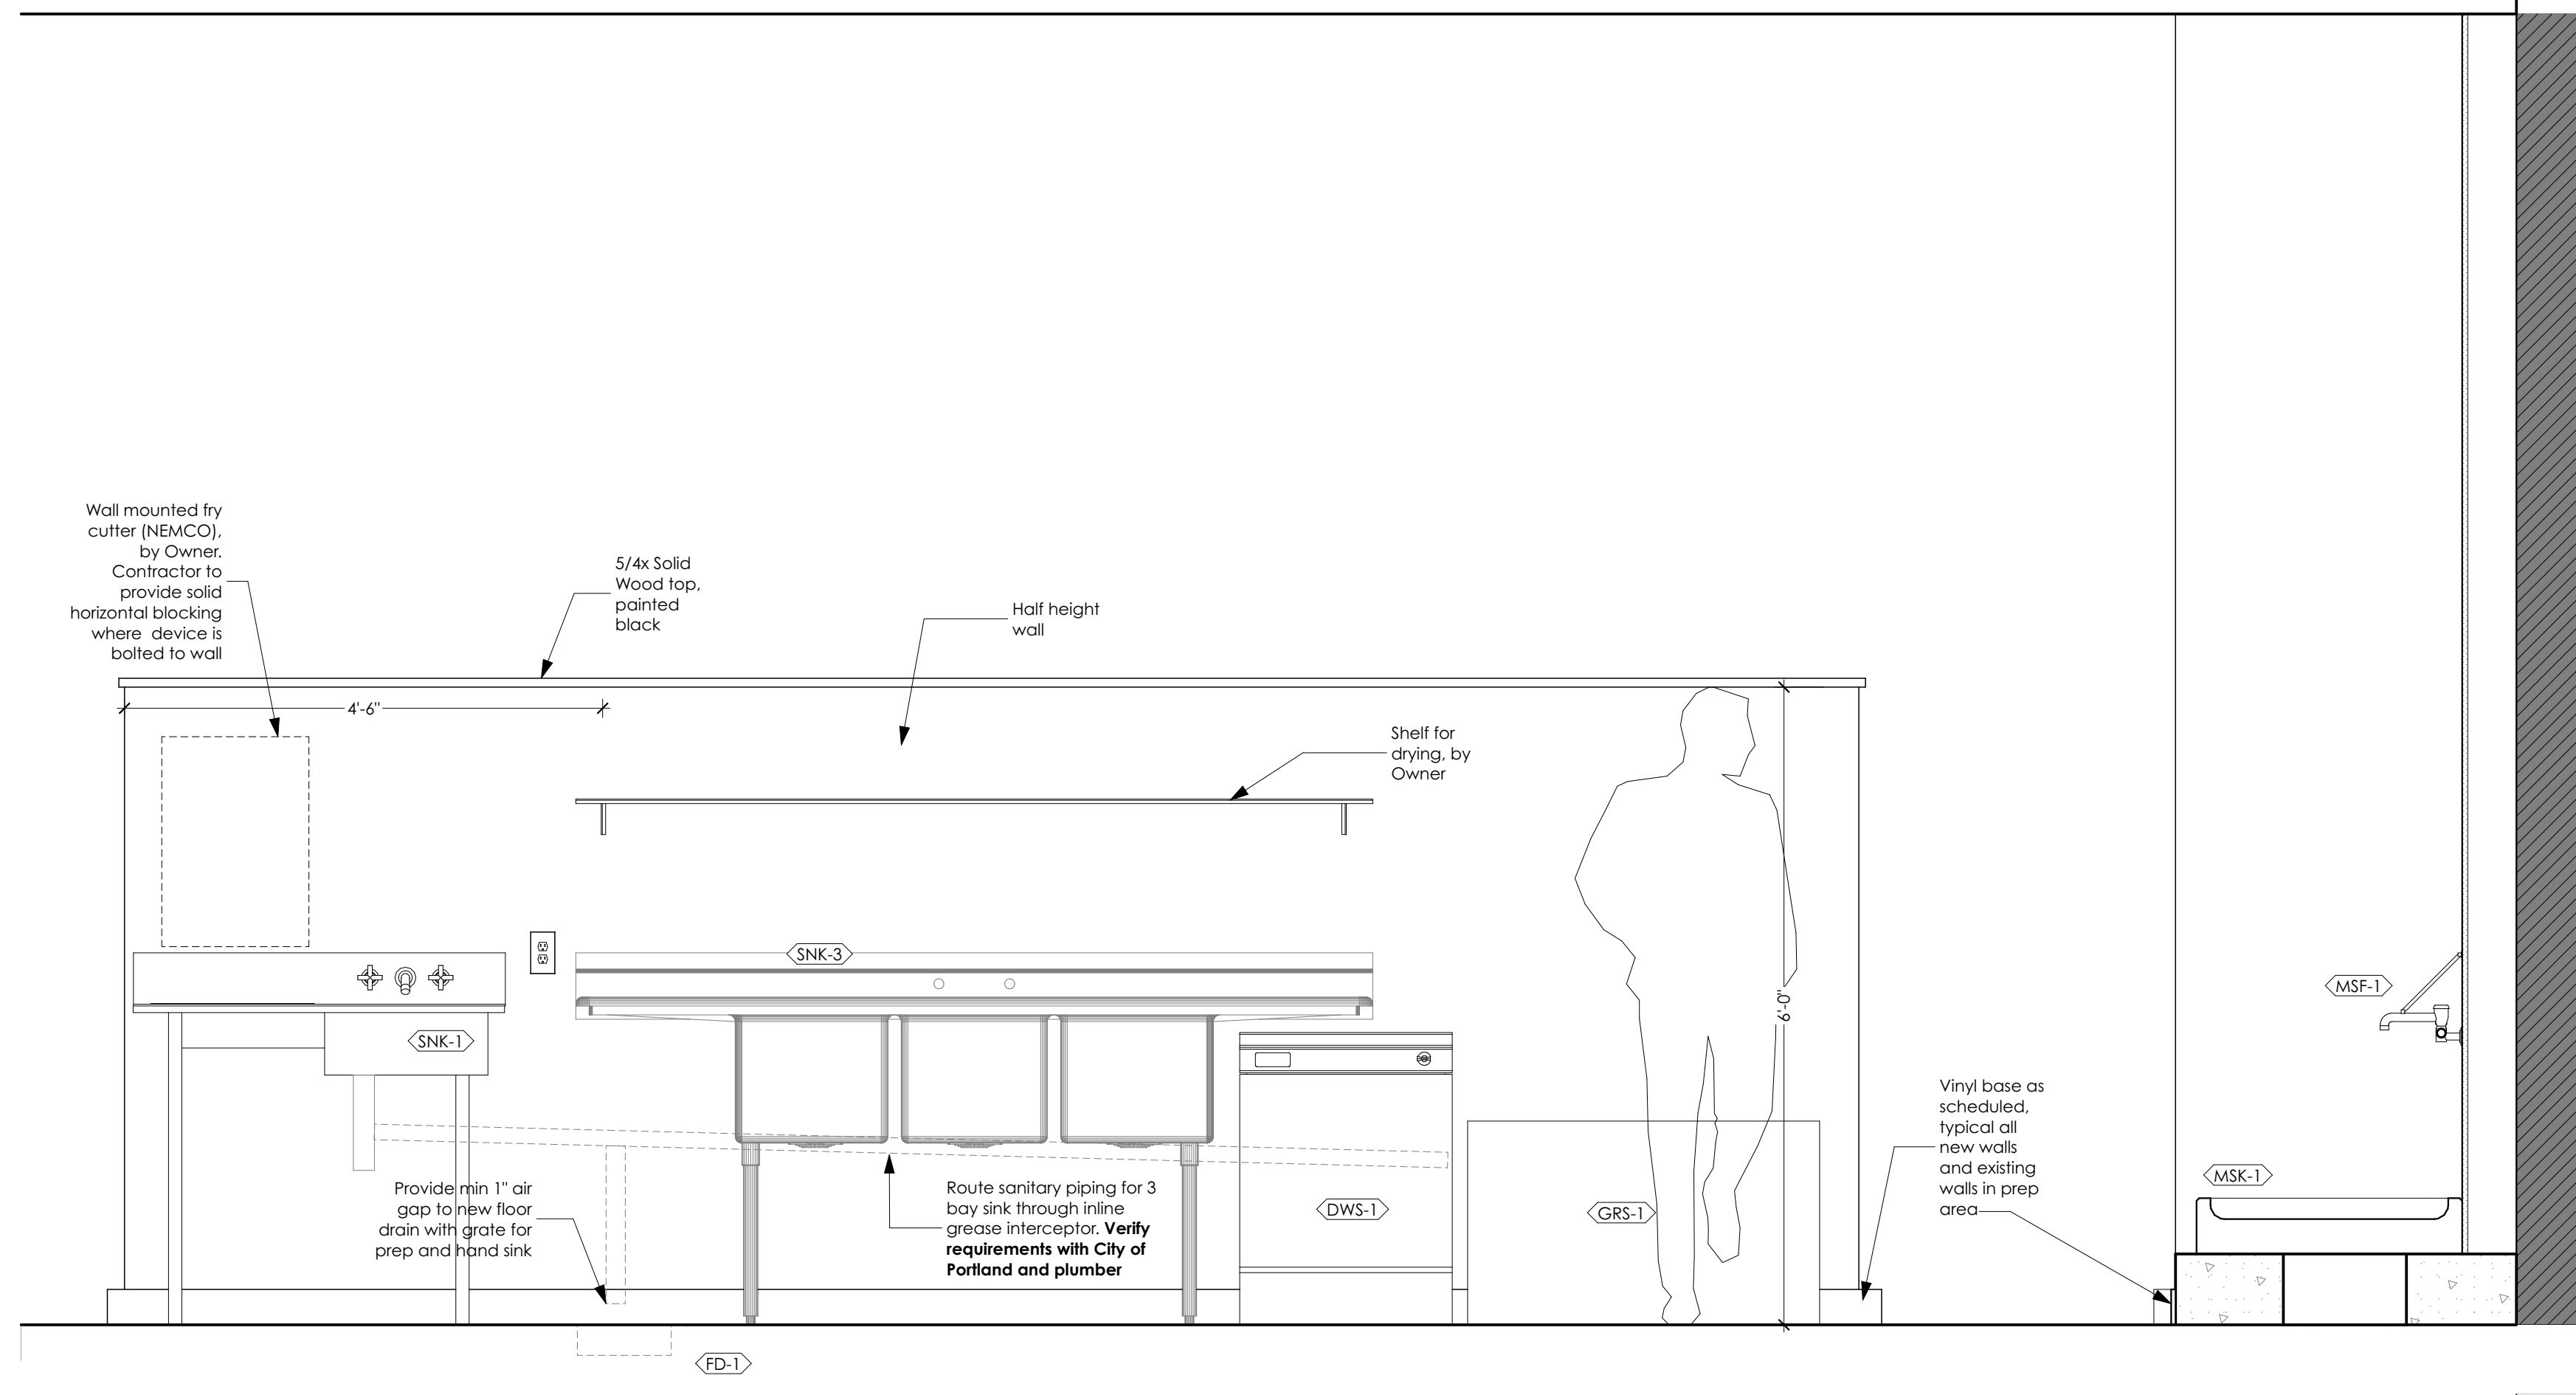 Wall mounted fry
cutter (NEMCO),
by Owner.
Contractor to
provide solid
horizontal blocking
where device is
bolted to wall
5/4x Solid
Wood top,
painted
black
Half height
wall
4'-6"
Shelf for
drying, by
Owner
SNK-3
SNK-1
6'-0"
MSF-1
Vinyl base as
scheduled,
typical all
new walls
and existing
walls in prep
area
MSK-1
Provide min 1" air
gap to new floor
drain with grate for
prep and hand sink
Route sanitary piping for 3
bay sink through inline
grease interceptor. Verify
requirements with City of
Portland and plumber
DWS-1
GRS-1
FD-1